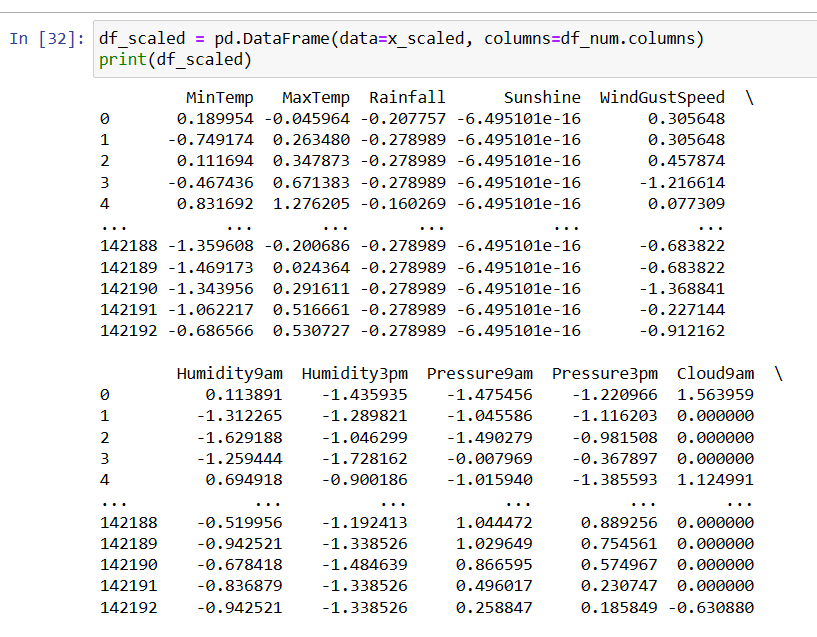 In [32]: df_scaled = pd.DataFrame(data=x_scaled, columns=df_num.columns)
print(df_scaled)
MinTemp MaxTemp Rainfall Sunshine WindGustSpeed \
0 0.189954 -0.045964 -0.207757 -6.495101e-16 0.305648
1 -0.749174 0.263480 -0.278989 -6.495101e-16 0.305648
2 0.111694 0.347873 -0.278989 -6.495101e-16 0.457874
3 -0.467436 0.671383 -0.278989 -6.495101e-16 -1.216614
4 0.831692 1.276205 -0.160269 -6.495101e-16 0.077309
... ... ... ... ... ...
142188 -1.359608 -0.200686 -0.278989 -6.495101e-16 -0.683822
142189 -1.469173 0.024364 -0.278989 -6.495101e-16 -0.683822
142190 -1.343956 0.291611 -0.278989 -6.495101e-16 -1.368841
142191 -1.062217 0.516661 -0.278989 -6.495101e-16 -0.227144
142192 -0.686566 0.530727 -0.278989 -6.495101e-16 -0.912162
Humidity9am Humidity3pm Pressure9am Pressure3pm Cloud9am \
0 0.113891 -1.435935 -1.475456 -1.220966 1.563959
1 -1.312265 -1.289821 -1.045586 -1.116203 0.000000
2 -1.629188 -1.046299 -1.490279 -0.981508 0.000000
3 -1.259444 -1.728162 -0.007969 -0.367897 0.000000
4 0.694918 -0.900186 -1.015940 -1.385593 1.124991
... ... ... ... ... ...
142188 -0.519956 -1.192413 1.044472 0.889256 0.000000
142189 -0.942521 -1.338526 1.029649 0.754561 0.000000
142190 -0.678418 -1.484639 0.866595 0.574967 0.000000
142191 -0.836879 -1.338526 0.496017 0.230747 0.000000
142192 -0.942521 -1.338526 0.258847 0.185849 -0.630880